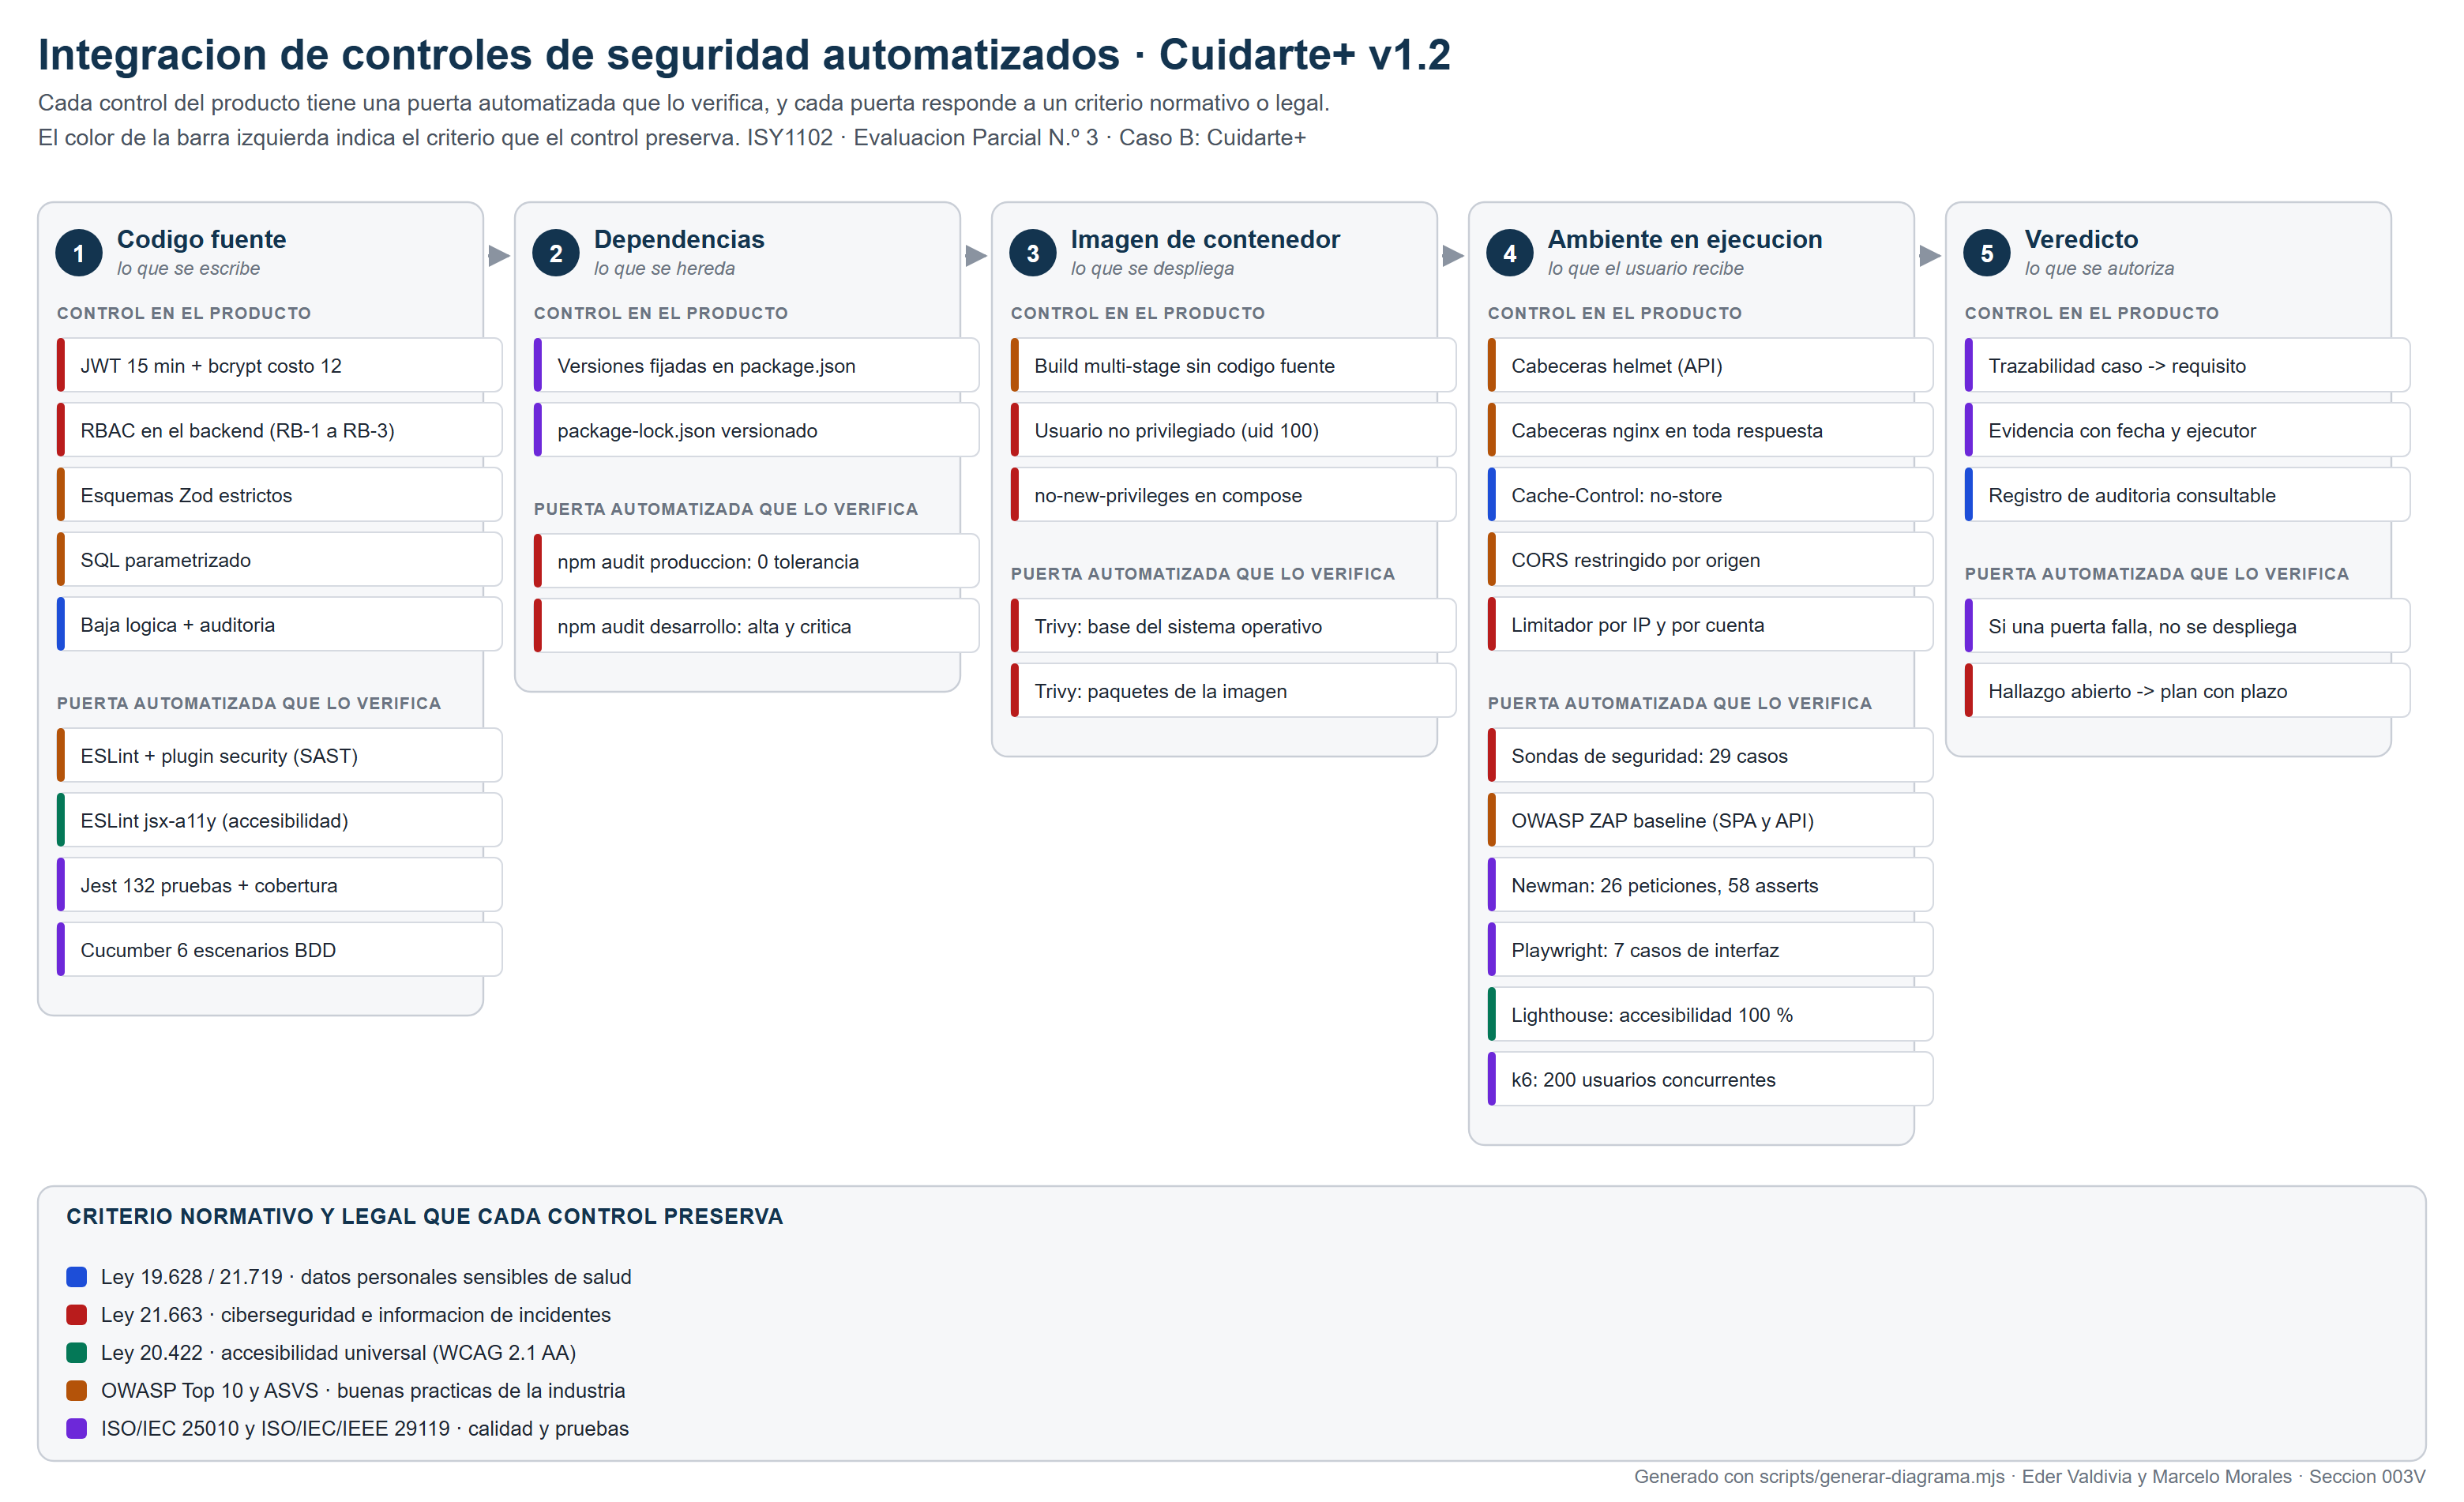 Integracion de controles de seguridad automatizados · Cuidarte+ v1.2
Cada control del producto tiene una puerta automatizada que lo verifica, y cada puerta responde a un criterio normativo o legal.
El color de la barra izquierda indica el criterio que el control preserva. ISY1102 · Evaluacion Parcial N.º 3 · Caso B: Cuidarte+
1
Codigo fuente
lo que se escribe
CONTROL EN EL PRODUCTO
JWT 15 min + bcrypt costo 12
RBAC en el backend (RB-1 a RB-3)
Esquemas Zod estrictos
SQL parametrizado
Baja logica + auditoria
PUERTA AUTOMATIZADA QUE LO VERIFICA
ESLint + plugin security (SAST)
ESLint jsx-a11y (accesibilidad)
Jest 132 pruebas + cobertura
Cucumber 6 escenarios BDD
2
Dependencias
lo que se hereda
CONTROL EN EL PRODUCTO
Versiones fijadas en package.json
package-lock.json versionado
PUERTA AUTOMATIZADA QUE LO VERIFICA
npm audit produccion: 0 tolerancia
npm audit desarrollo: alta y critica
3
Imagen de contenedor
lo que se despliega
CONTROL EN EL PRODUCTO
Build multi-stage sin codigo fuente
Usuario no privilegiado (uid 100)
no-new-privileges en compose
PUERTA AUTOMATIZADA QUE LO VERIFICA
Trivy: base del sistema operativo
Trivy: paquetes de la imagen
4
Ambiente en ejecucion
lo que el usuario recibe
CONTROL EN EL PRODUCTO
Cabeceras helmet (API)
Cabeceras nginx en toda respuesta
Cache-Control: no-store
CORS restringido por origen
Limitador por IP y por cuenta
PUERTA AUTOMATIZADA QUE LO VERIFICA
Sondas de seguridad: 29 casos
OWASP ZAP baseline (SPA y API)
Newman: 26 peticiones, 58 asserts
Playwright: 7 casos de interfaz
Lighthouse: accesibilidad 100 %
k6: 200 usuarios concurrentes
5
Veredicto
lo que se autoriza
CONTROL EN EL PRODUCTO
Trazabilidad caso -> requisito
Evidencia con fecha y ejecutor
Registro de auditoria consultable
PUERTA AUTOMATIZADA QUE LO VERIFICA
Si una puerta falla, no se despliega
Hallazgo abierto -> plan con plazo
CRITERIO NORMATIVO Y LEGAL QUE CADA CONTROL PRESERVA
Ley 19.628 / 21.719 · datos personales sensibles de salud
Ley 21.663 · ciberseguridad e informacion de incidentes
Ley 20.422 · accesibilidad universal (WCAG 2.1 AA)
OWASP Top 10 y ASVS · buenas practicas de la industria
ISO/IEC 25010 y ISO/IEC/IEEE 29119 · calidad y pruebas
Generado con scripts/generar-diagrama.mjs · Eder Valdivia y Marcelo Morales · Seccion 003V